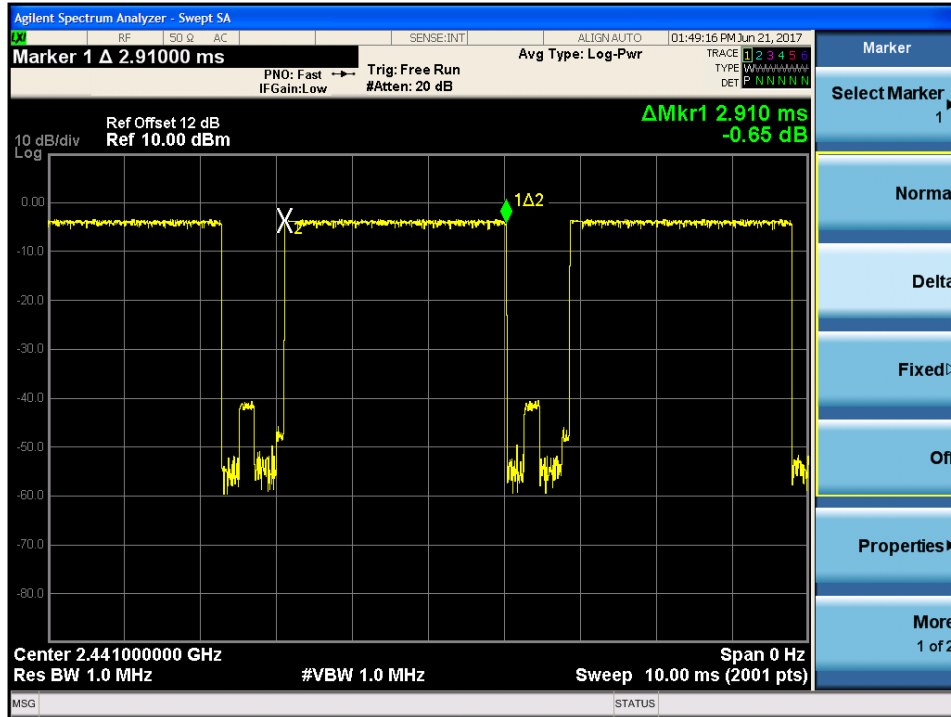 Agilent Spectrum Analyzer - Swept SA
LXI RF 50 Ω AC SENSE:INT ALIGN AUTO 01:49:16 PM Jun 21, 2017
Marker 1 Δ 2.91000 ms
PNO: Fast
IFGain:Low
Trig: Free Run
#Atten: 20 dB
Avg Type: Log-Pwr
TRACE 1 2 3 4 5 6
TYPE W
DET P N N N N N
ΔMkr1 2.910 ms
-0.65 dB
Ref Offset 12 dB
10 dB/div Ref 10.00 dBm
Log
0.00
-10.0
-20.0
-30.0
-40.0
-50.0
-60.0
-70.0
-80.0
X2
1Δ2
Center 2.441000000 GHz Span 0 Hz
Res BW 1.0 MHz #VBW 1.0 MHz Sweep 10.00 ms (2001 pts)
MSG STATUS
Marker
Select Marker
1
Norma
Delta
Fixed
Off
Properties
More
1 of 2